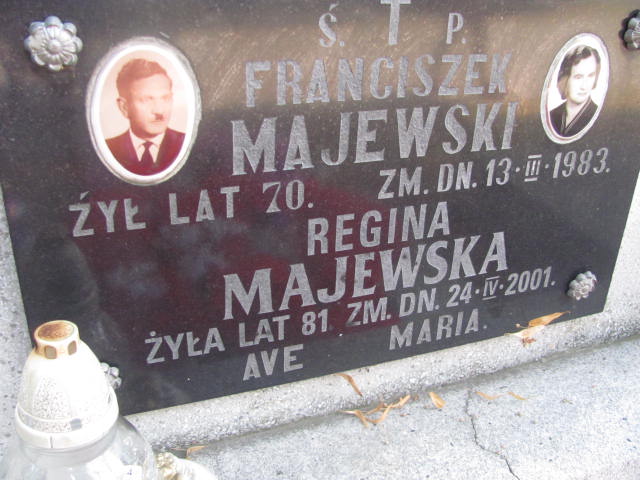 Ś. T P.
FRANCISZEK
MAJEWSKI
ŻYŁ LAT 70. ZM. DN. 13·III·1983.
REGINA
MAJEWSKA
ŻYŁA LAT 81 ZM. DN. 24·IV·2001.
AVE MARIA.